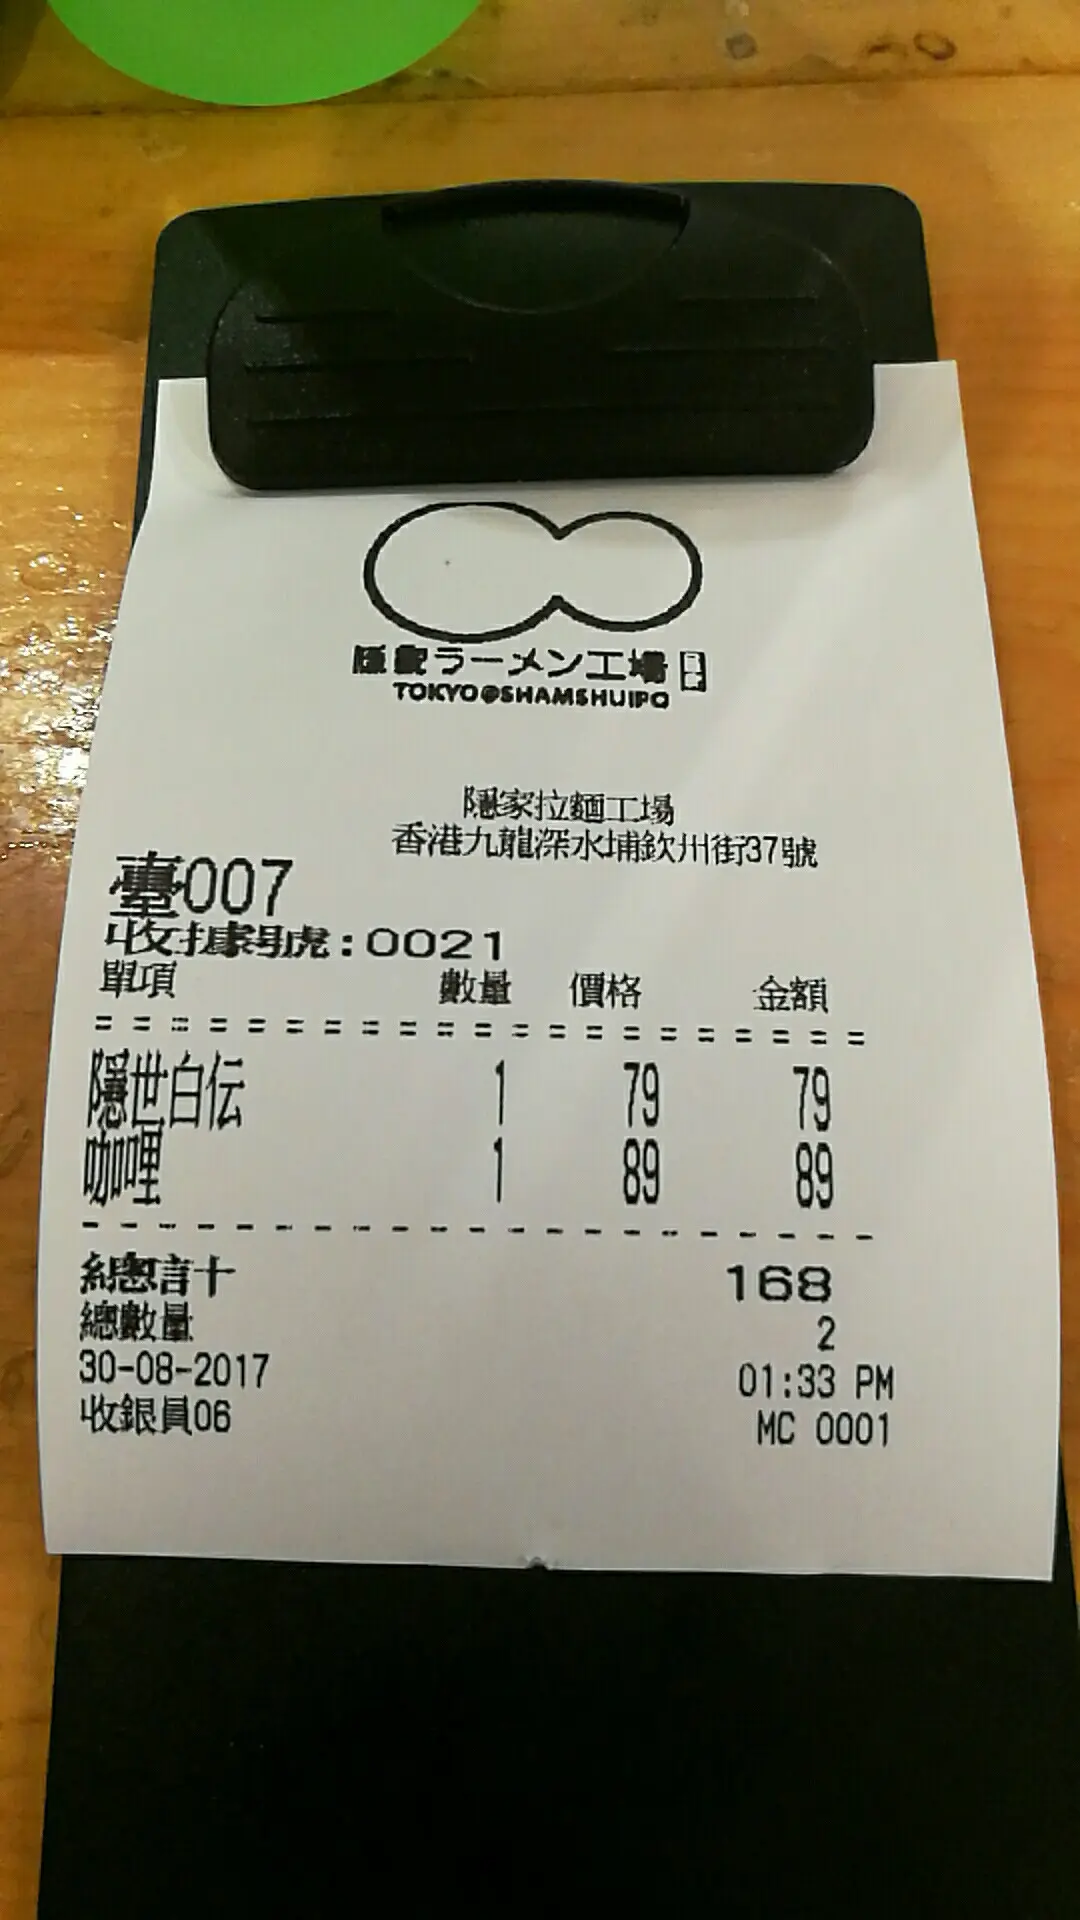 隱家ラーメン工場
TOKYO@SHAMSHUIPO
隱家拉麵工場
香港九龍深水埔欽州街37號
臺007
收據號:0021
單項 數量 價格 金額
隱世白伝 1 79 79
咖哩 1 89 89
總計 168
總數量 2
30-08-2017 01:33 PM
收銀員06 MC 0001